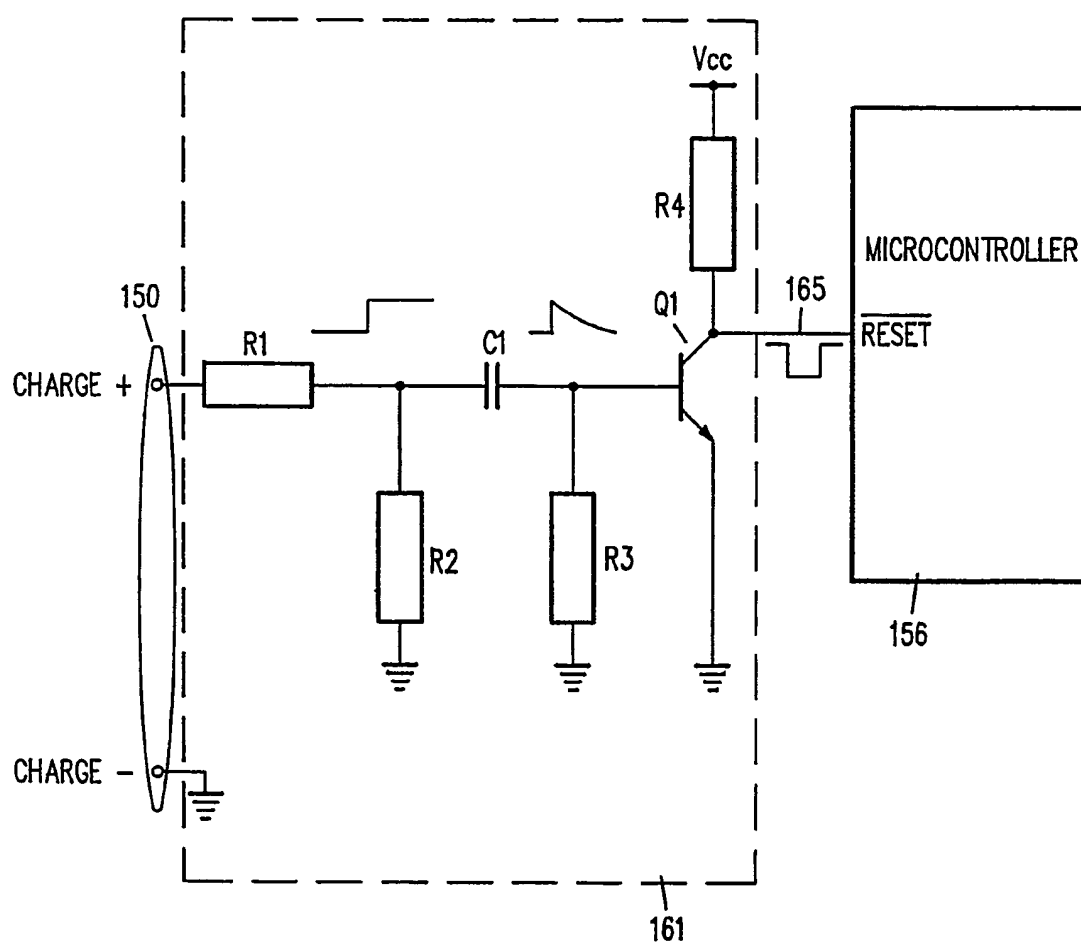 Vcc
R4
MICROCONTROLLER
150
165
Q1
RESET
R1
C1
CHARGE +
R2
R3
156
CHARGE -
161